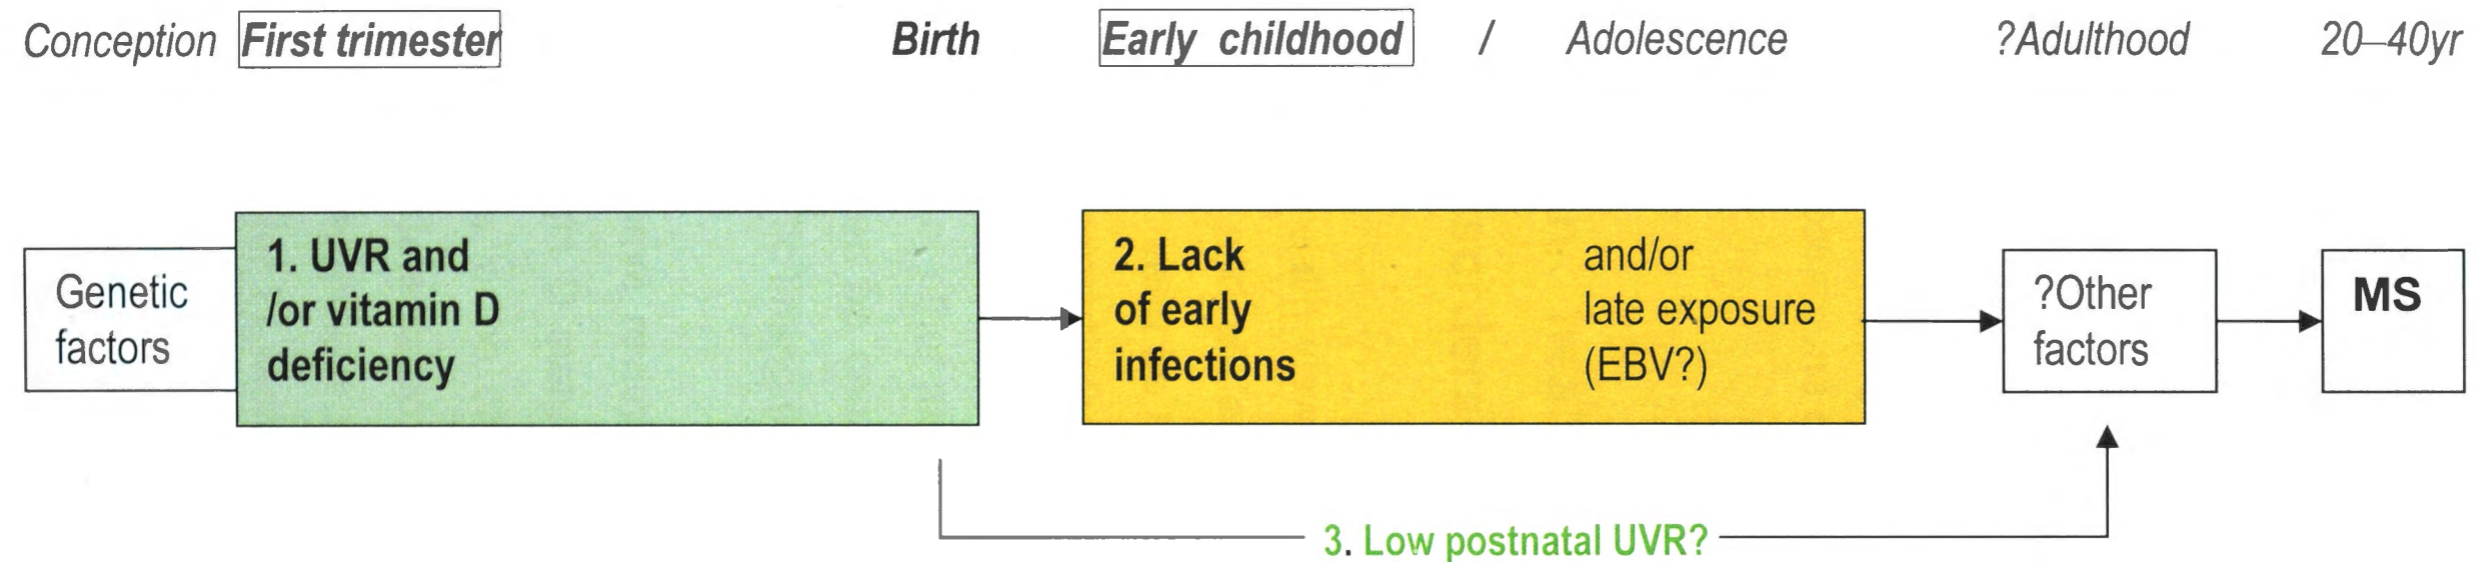 Conception First trimester Birth Early childhood / Adolescence ?Adulthood 20–40yr
Genetic
factors
1. UVR and
/or vitamin D
deficiency
2. Lack
of early
infections
and/or
late exposure
(EBV?)
?Other
factors
MS
3. Low postnatal UVR?